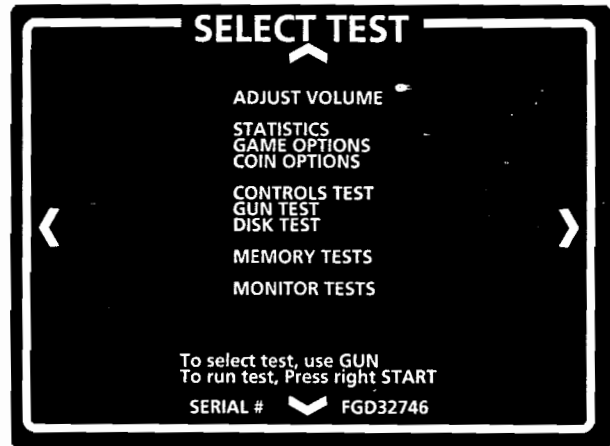 SELECT TEST
ADJUST VOLUME
STATISTICS
GAME OPTIONS
COIN OPTIONS
CONTROLS TEST
GUN TEST
DISK TEST
MEMORY TESTS
MONITOR TESTS
To select test, use GUN
To run test, Press right START
SERIAL # FGD32746